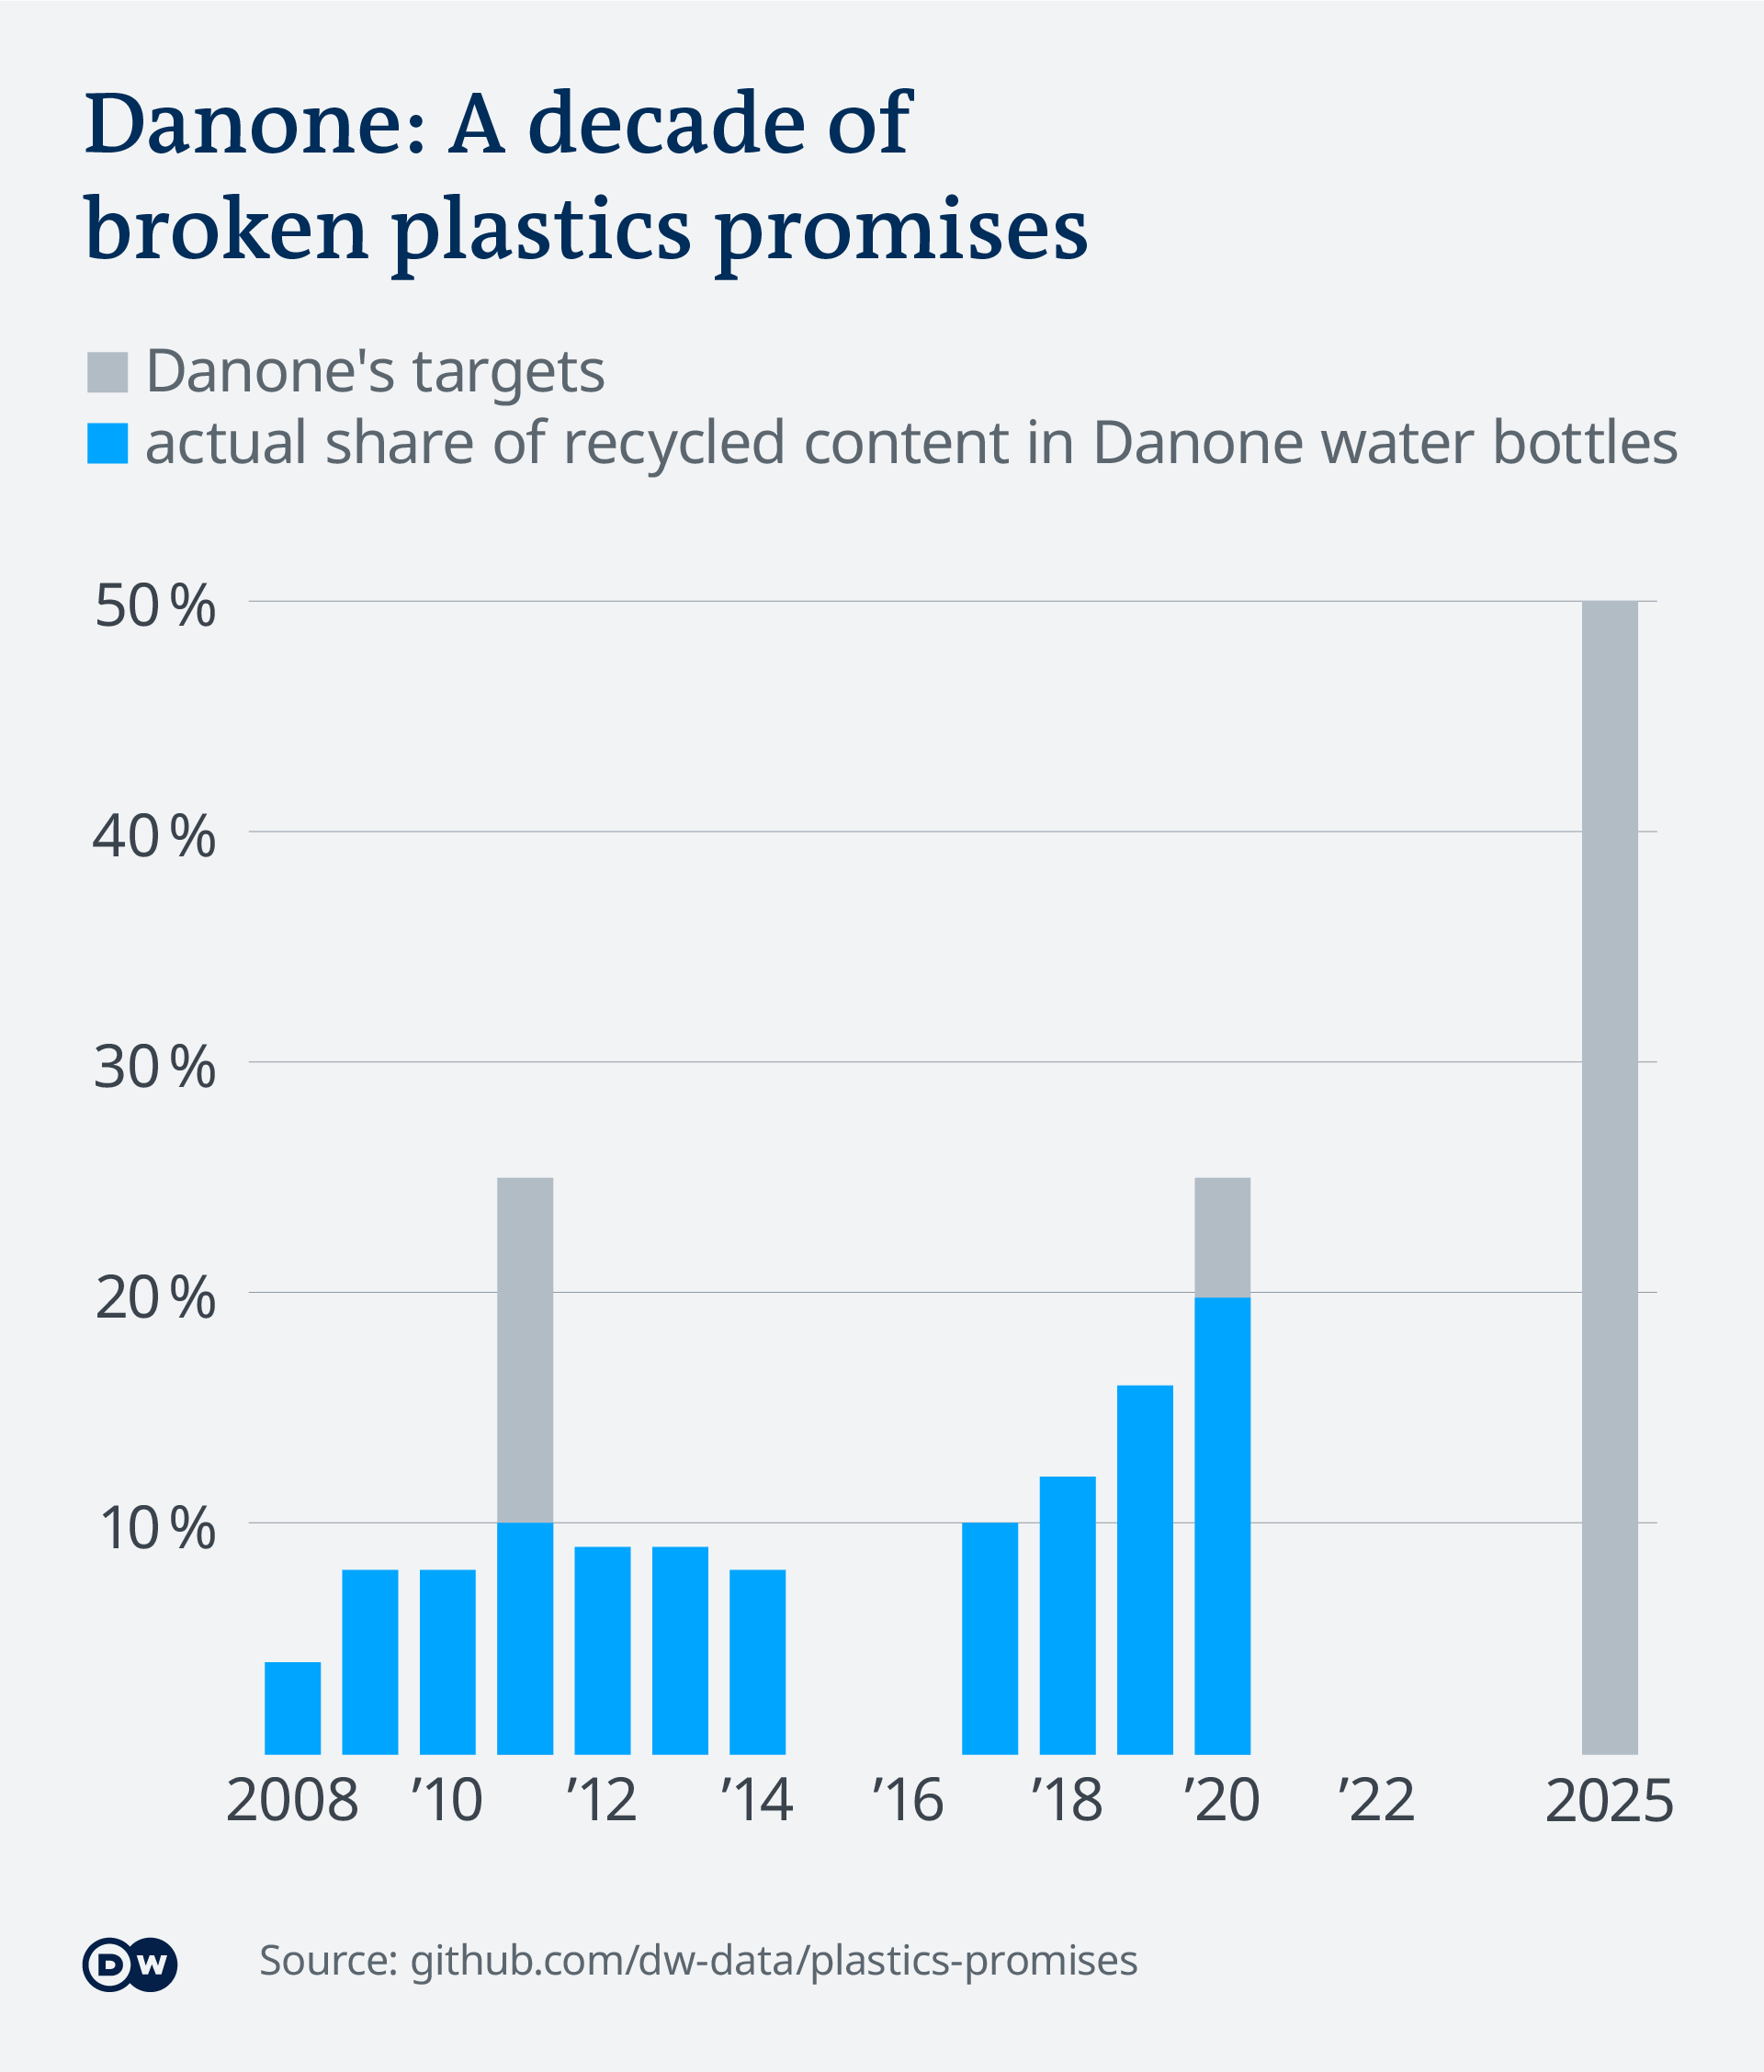 Danone: A decade of
broken plastics promises
Danone's targets
actual share of recycled content in Danone water bottles
50 %
40 %
30 %
20 %
10 %
2008 ’10 ’12 ’14 ’16 ’18 ’20 ’22 2025
DW Source: github.com/dw-data/plastics-promises